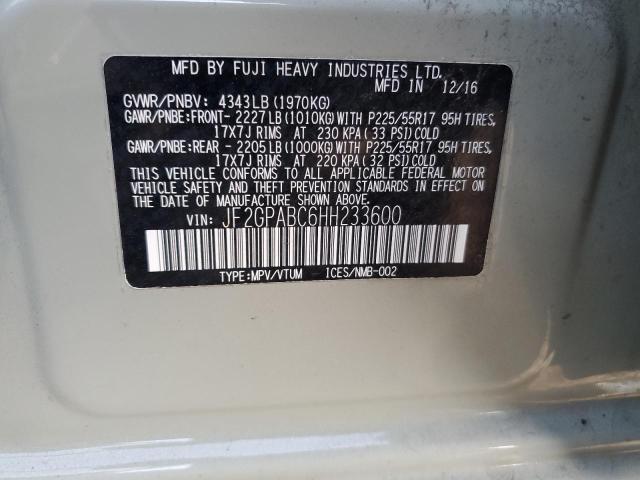 MFD BY FUJI HEAVY INDUSTRIES LTD.
MFD IN 12/16
GVWR/PNBV: 4343LB (1970KG)
GAWR/PNBE:FRONT- 2227 LB (1010KG) WITH P225/55R17 95H TIRES,
17X7J RIMS AT 230 KPA (33 PSI) COLD
GAWR/PNBE:REAR - 2205 LB (1000KG) WITH P225/55R17 95H TIRES,
17X7J RIMS AT 220 KPA (32 PSI) COLD
THIS VEHICLE CONFORMS TO ALL APPLICABLE FEDERAL MOTOR
VEHICLE SAFETY AND THEFT PREVENTION STANDARDS IN EFFECT ON
THE DATE OF MANUFACTURE SHOWN ABOVE.
VIN: JF2GPABC6HH233600
TYPE:MPV/VTUM ICES/NMB-002